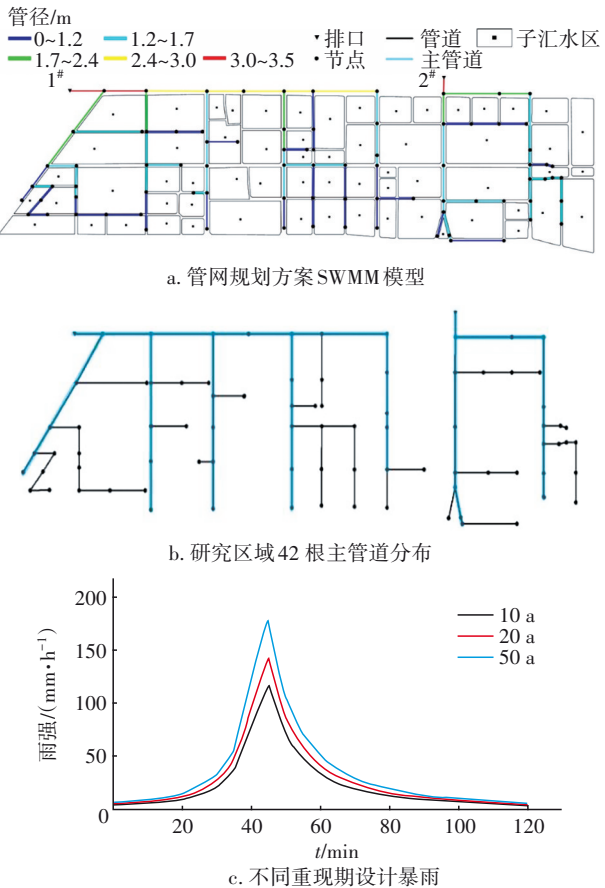 管径/m
0~1.2 1.2~1.7 排口 管道 子汇水区
1.7~2.4 2.4~3.0 3.0~3.5 节点 主管道
1# 2#
a. 管网规划方案SWMM模型
b. 研究区域42 根主管道分布
200
150
100
50
0
20 40 60 80 100 120
雨强/(mm·h⁻¹)
10 a
20 a
50 a
t/min
c. 不同重现期设计暴雨